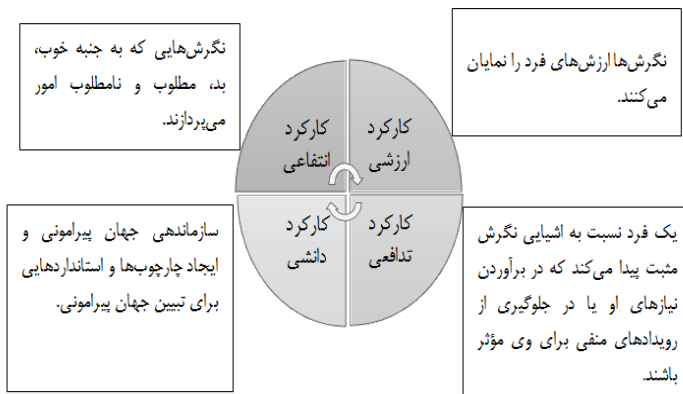 نگرش‌ها ارزش‌های فرد را نمایان
می‌کنند.
نگرش‌هایی که به جنبه خوب،
بد، مطلوب و نامطلوب امور
می‌پردازند.
کارکرد
ارزشی
کارکرد
انتفاعی
کارکرد
تدافعی
کارکرد
دانشی
یک فرد نسبت به اشیایی نگرش
مثبت پیدا می‌کند که در برآوردن
نیازهای او یا در جلوگیری از
رویدادهای منفی برای وی مؤثر
باشند.
سازماندهی جهان پیرامونی و
ایجاد چارچوب‌ها و استانداردهایی
برای تبیین جهان پیرامونی.